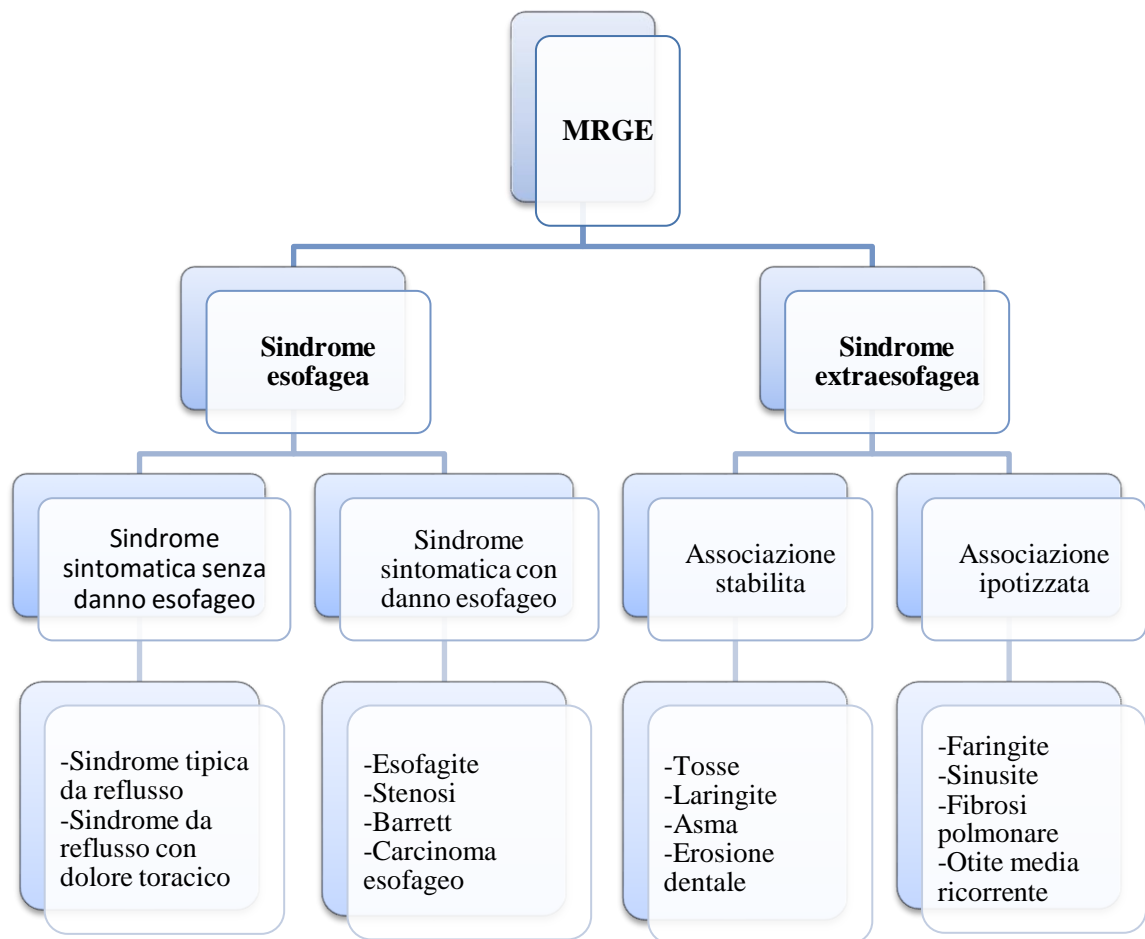 MRGE
Sindrome
esofagea
Sindrome
extraesofagea
Sindrome
sintomatica senza
danno esofageo
Sindrome
sintomatica con
danno esofageo
Associazione
stabilita
Associazione
ipotizzata
-Sindrome tipica
da reflusso
-Sindrome da
reflusso con
dolore toracico
-Esofagite
-Stenosi
-Barrett
-Carcinoma
esofageo
-Tosse
-Laringite
-Asma
-Erosione
dentale
-Faringite
-Sinusite
-Fibrosi
polmonare
-Otite media
ricorrente